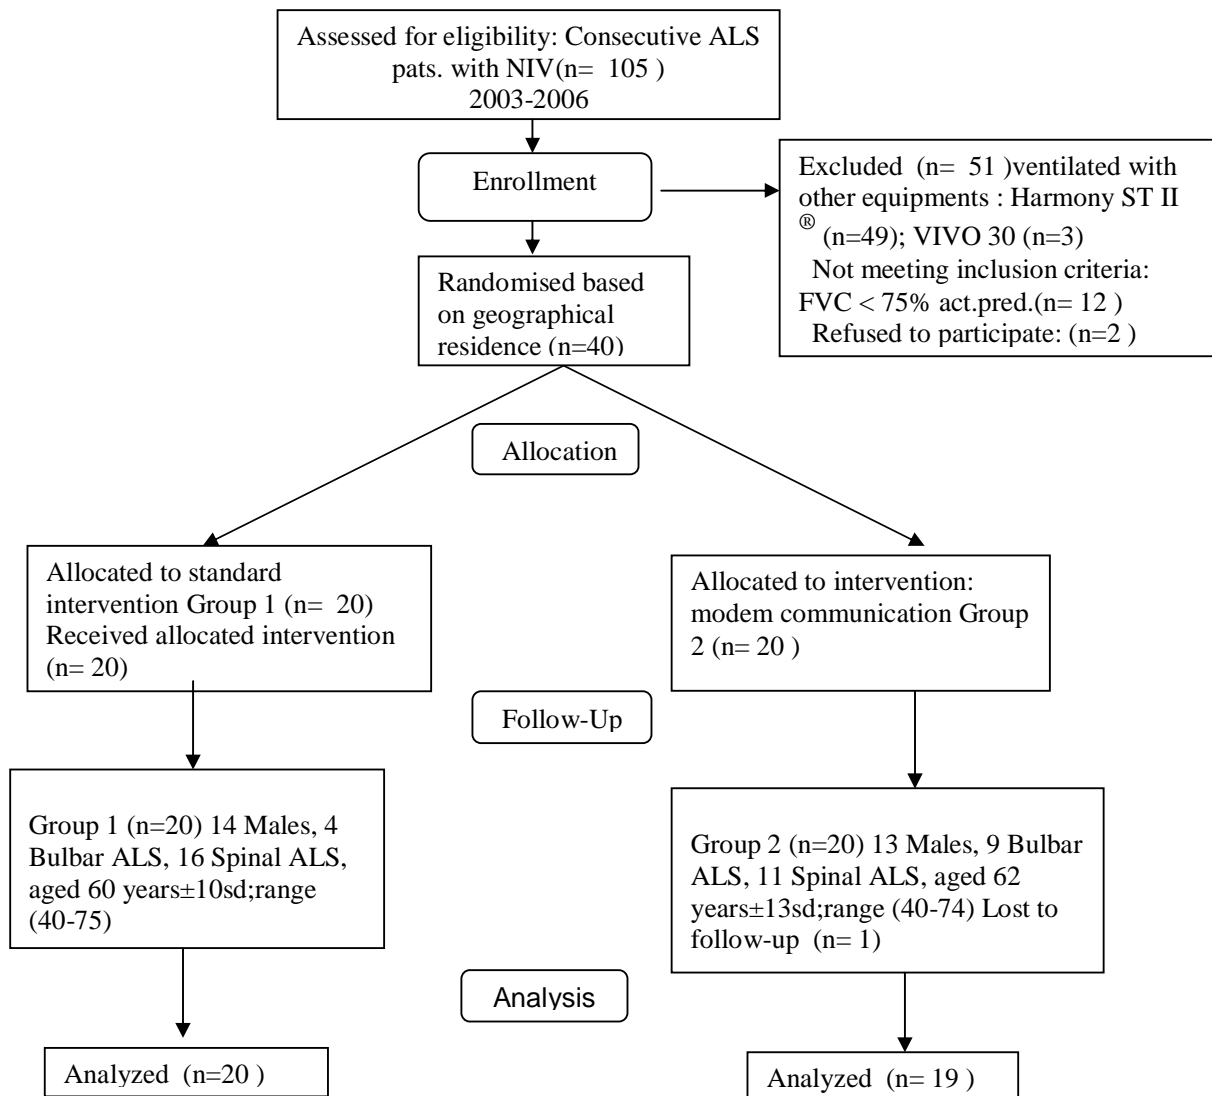 Assessed for eligibility: Consecutive ALS
pats. with NIV(n=  105 )
2003-2006
Enrollment
Excluded  (n=  51 )ventilated with
other equipments : Harmony ST II
® (n=49); VIVO 30 (n=3)
Not meeting inclusion criteria:
FVC < 75% act.pred.(n= 12 )
Refused to participate: (n=2 )
Randomised based
on geographical
residence (n=40)
Allocation
Allocated to standard
intervention Group 1 (n=  20)
Received allocated intervention
(n= 20)
Allocated to intervention:
modem communication Group
2 (n= 20 )
Follow-Up
Group 1 (n=20) 14 Males, 4
Bulbar ALS, 16 Spinal ALS,
aged 60 years±10sd;range
(40-75)
Group 2 (n=20) 13 Males, 9 Bulbar
ALS, 11 Spinal ALS, aged 62
years±13sd;range (40-74) Lost to
follow-up  (n= 1)
Analysis
Analyzed  (n=20 )
Analyzed  (n= 19 )